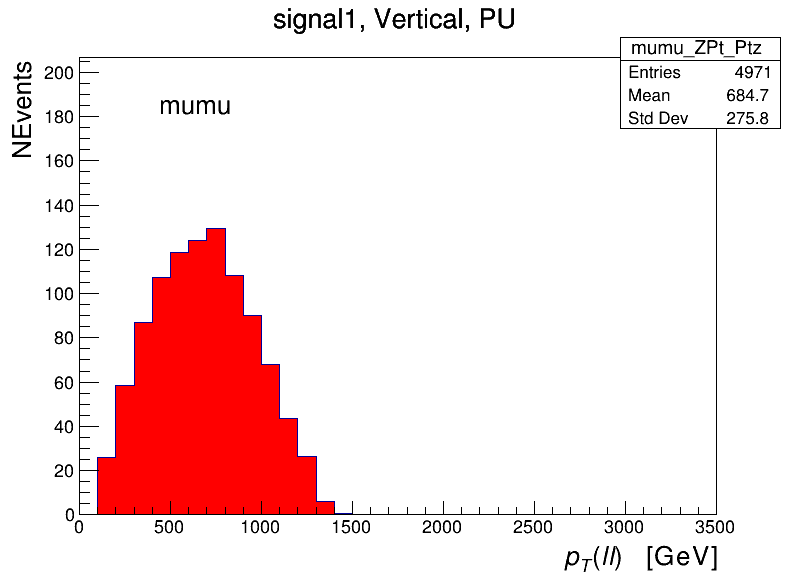 signal1, Vertical, PU
mumu_ZPt_Ptz
Entries 4971
Mean 684.7
Std Dev 275.8
NEvents
mumu
200
180
160
140
120
100
80
60
40
20
0
0 500 1000 1500 2000 2500 3000 3500
p_T(ll) [GeV]